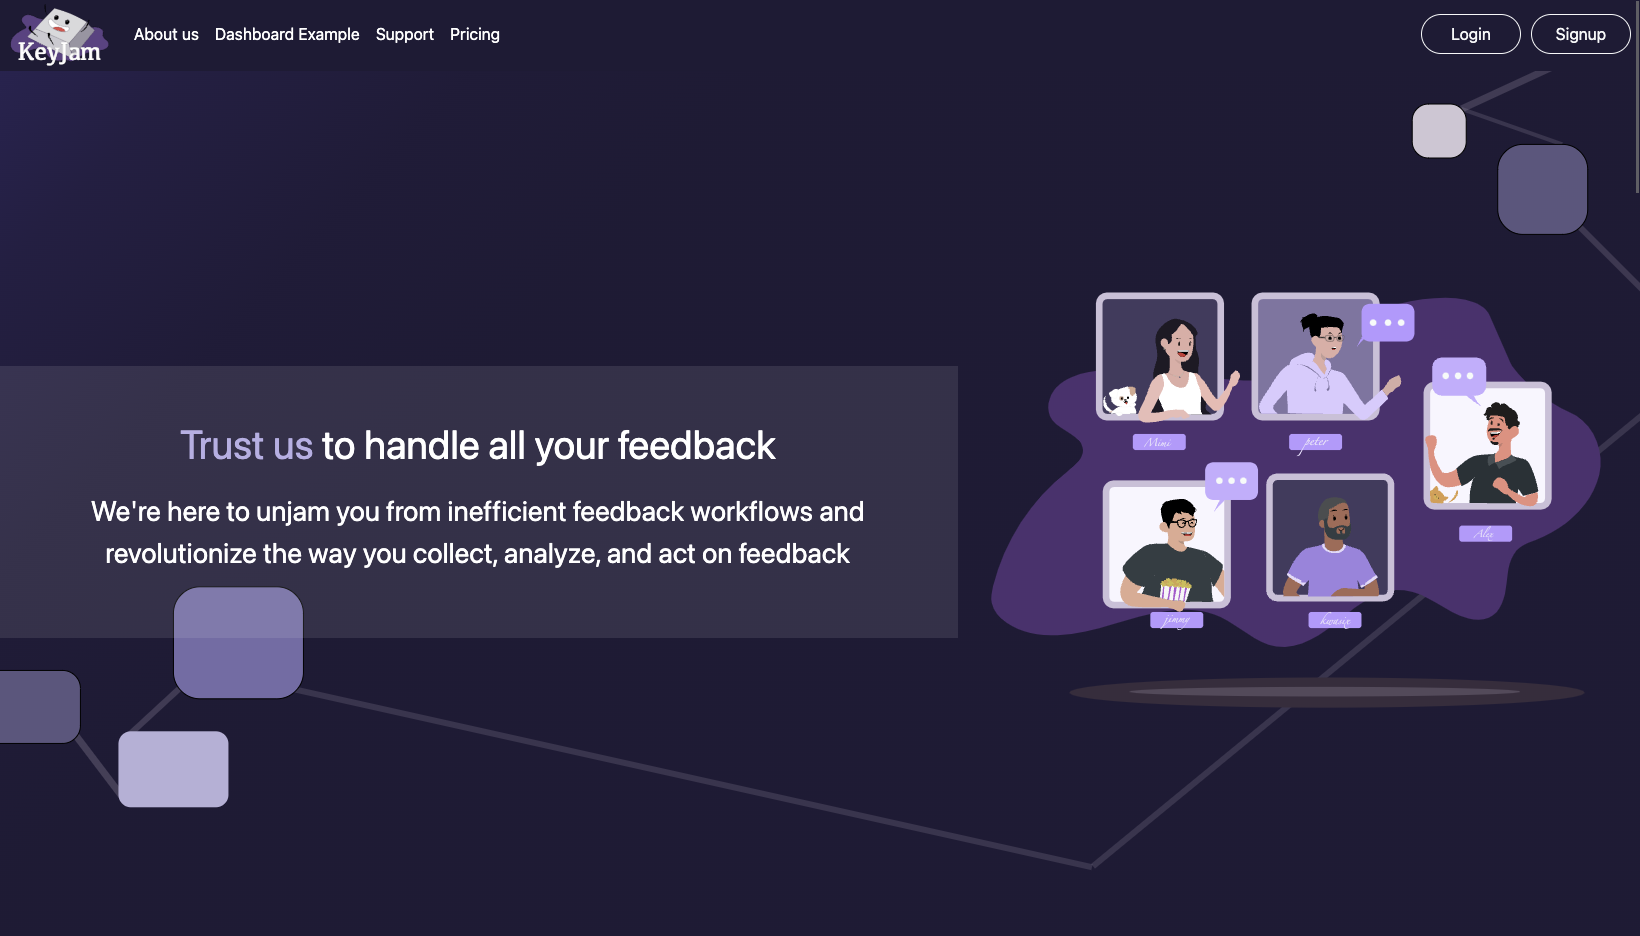 KeyJam
About us
Dashboard Example
Support
Pricing
Login
Signup
Trust us to handle all your feedback
We're here to unjam you from inefficient feedback workflows and
revolutionize the way you collect, analyze, and act on feedback
Mimi
peter
Alex
jimmy